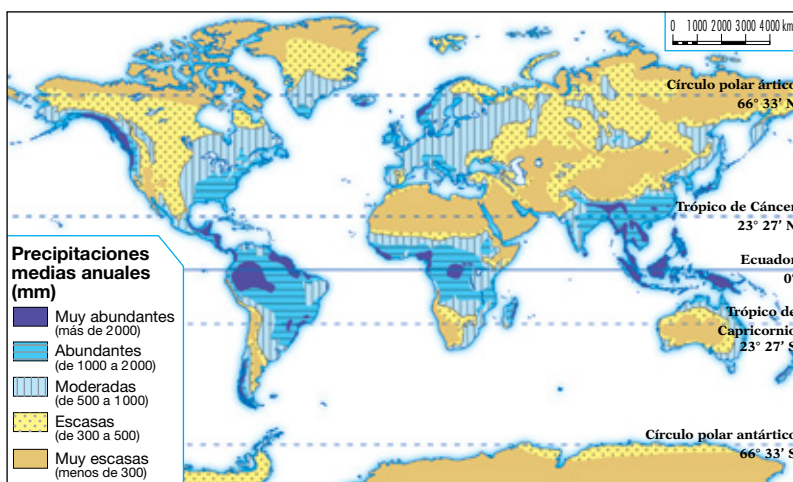 0 1000 2000 3000 4000 km
Círculo polar ártico
66° 33' N
Trópico de Cáncer
23° 27' N
Ecuador
0°
Trópico de
Capricornio
23° 27' S
Círculo polar antártico
66° 33' S
Precipitaciones
medias anuales
(mm)
Muy abundantes
(más de 2000)
Abundantes
(de 1000 a 2000)
Moderadas
(de 500 a 1000)
Escasas
(de 300 a 500)
Muy escasas
(menos de 300)